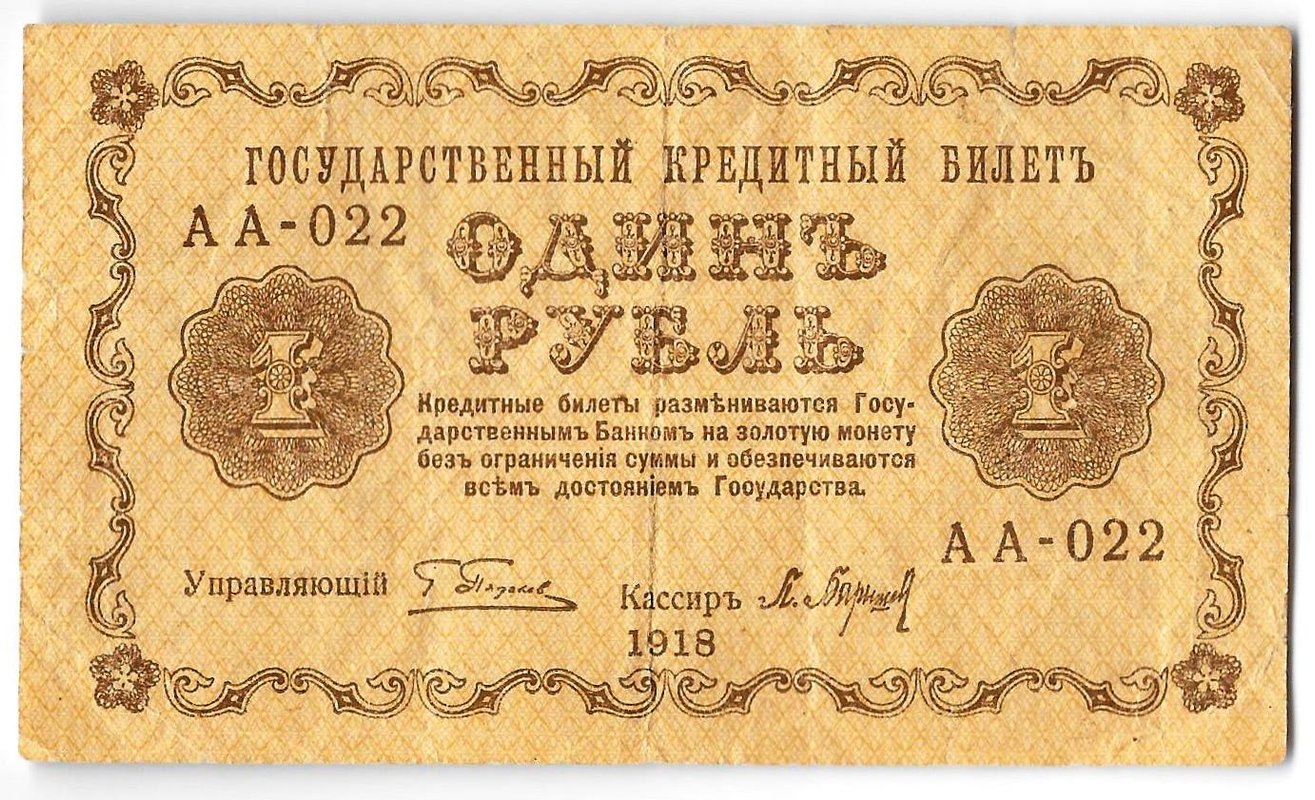 ГОСУДАРСТВЕННЫЙ КРЕДИТНЫЙ БИЛЕТЪ
АА-022
ОДИНЪ
РУБЛЬ
1
1
Кредитные билеты размѣниваются Госу-
дарственнымъ Банкомъ на золотую монету
безъ ограниченія суммы и обезпечиваются
всѣмъ достояніемъ Государства.
АА-022
Управляющій Г. Пятаков Кассиръ
1918